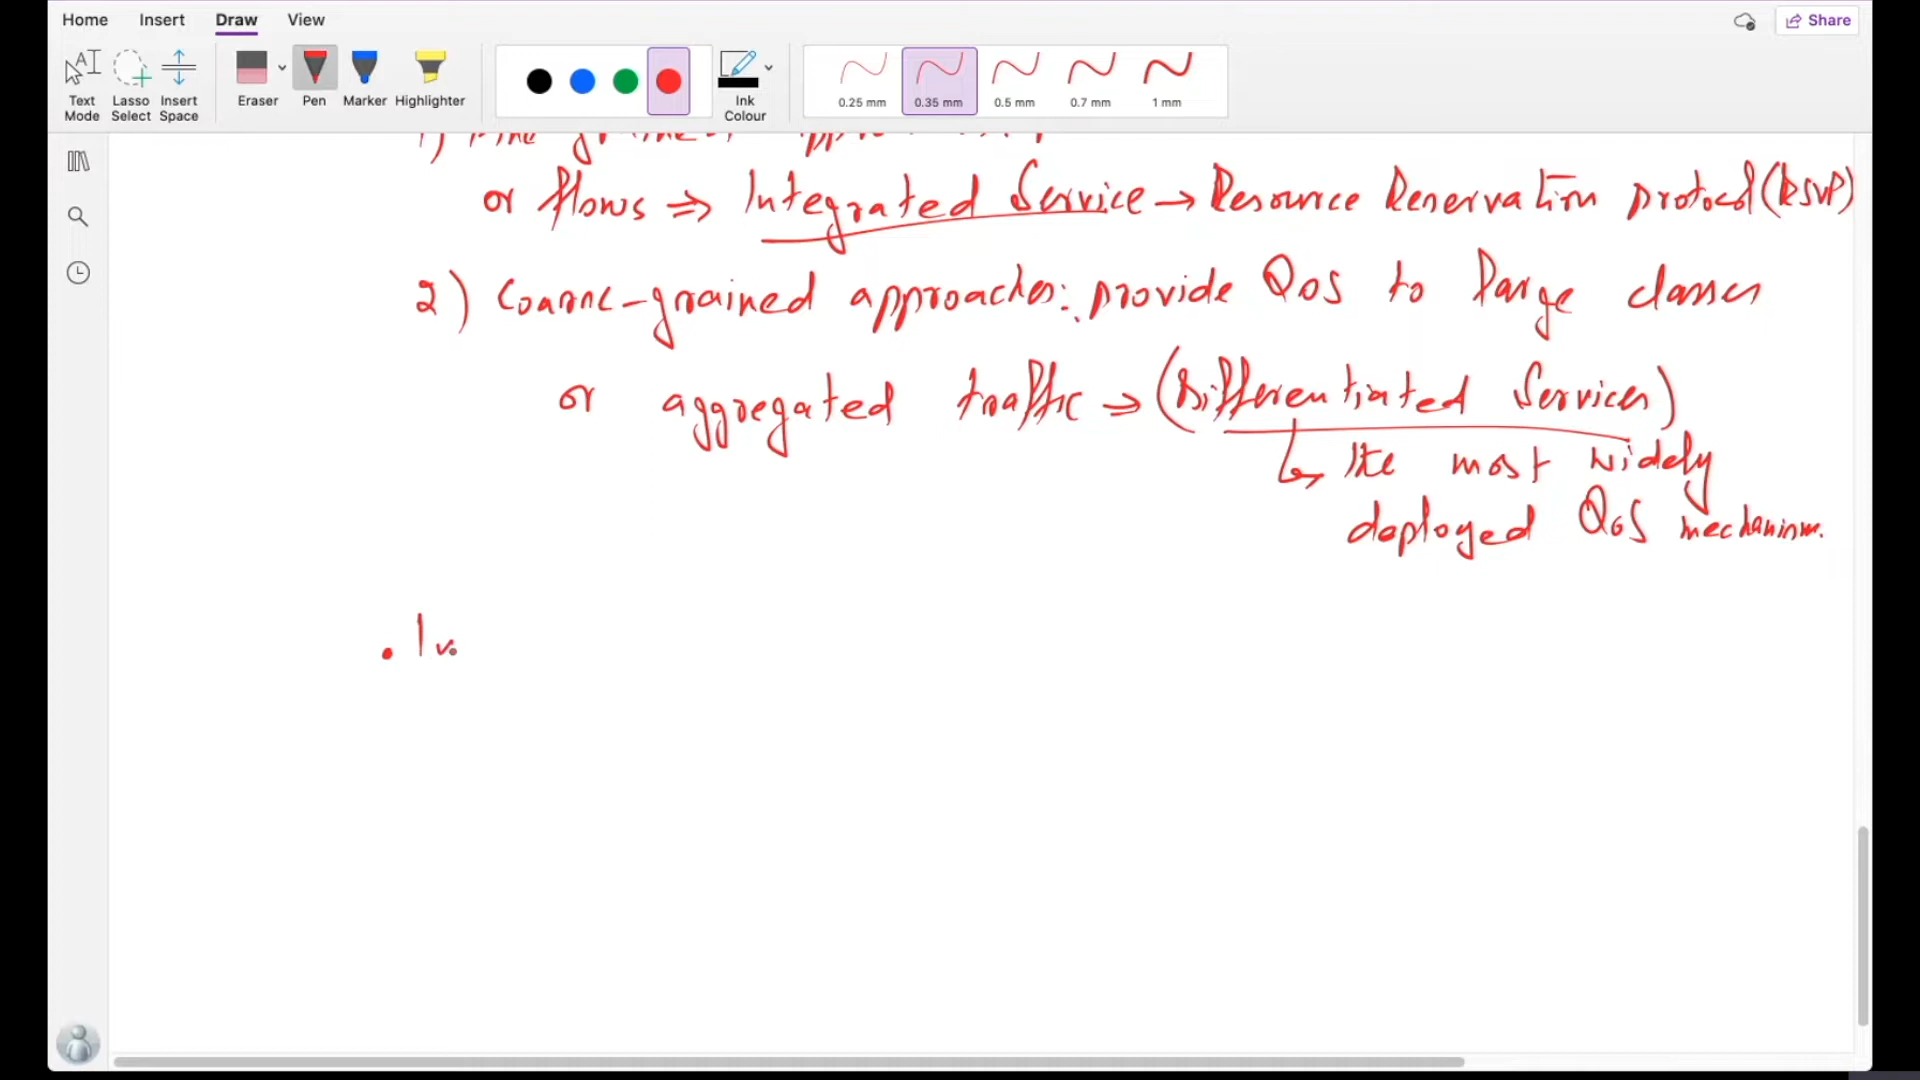 Home Insert Draw View
Share
Text Mode
Lasso Select
Insert Space
Eraser
Pen
Marker
Highlighter
Ink Colour
0.25 mm
0.35 mm
0.5 mm
0.7 mm
1 mm
or flows ⇒ Integrated Service → Resource Reservation protocol (RSVP)
2) Coarse-grained approaches: provide QoS to large classes
or aggregated traffic ⇒ (Differentiated Services)
↳ the most widely
deployed QoS mechanism.